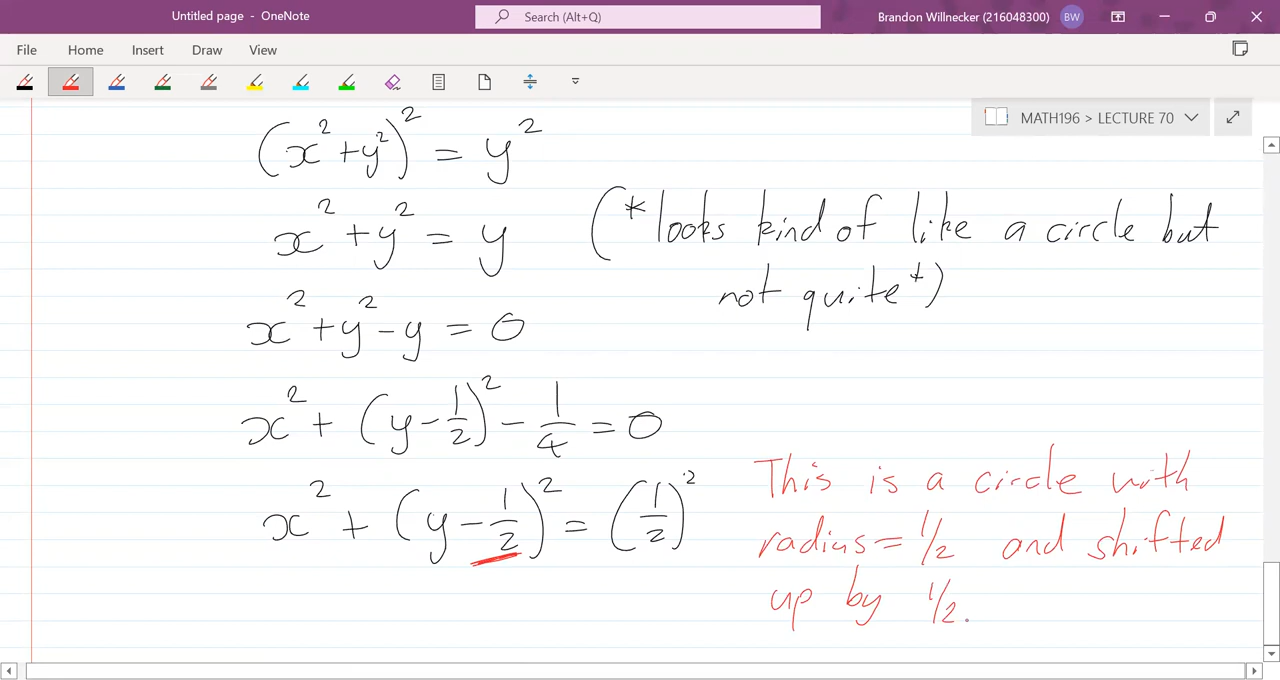 Untitled page - OneNote
Search (Alt+Q)
Brandon Willnecker (216048300)
BW
File Home Insert Draw View
MATH196 > LECTURE 70
(x²+y²)² = y²
x² + y² = y (*looks kind of like a circle but
not quite*)
x² + y² - y = 0
x² + (y - 1/2)² - 1/4 = 0
x² + (y - 1/2)² = (1/2)²
This is a circle with
radius = 1/2 and shifted
up by 1/2.